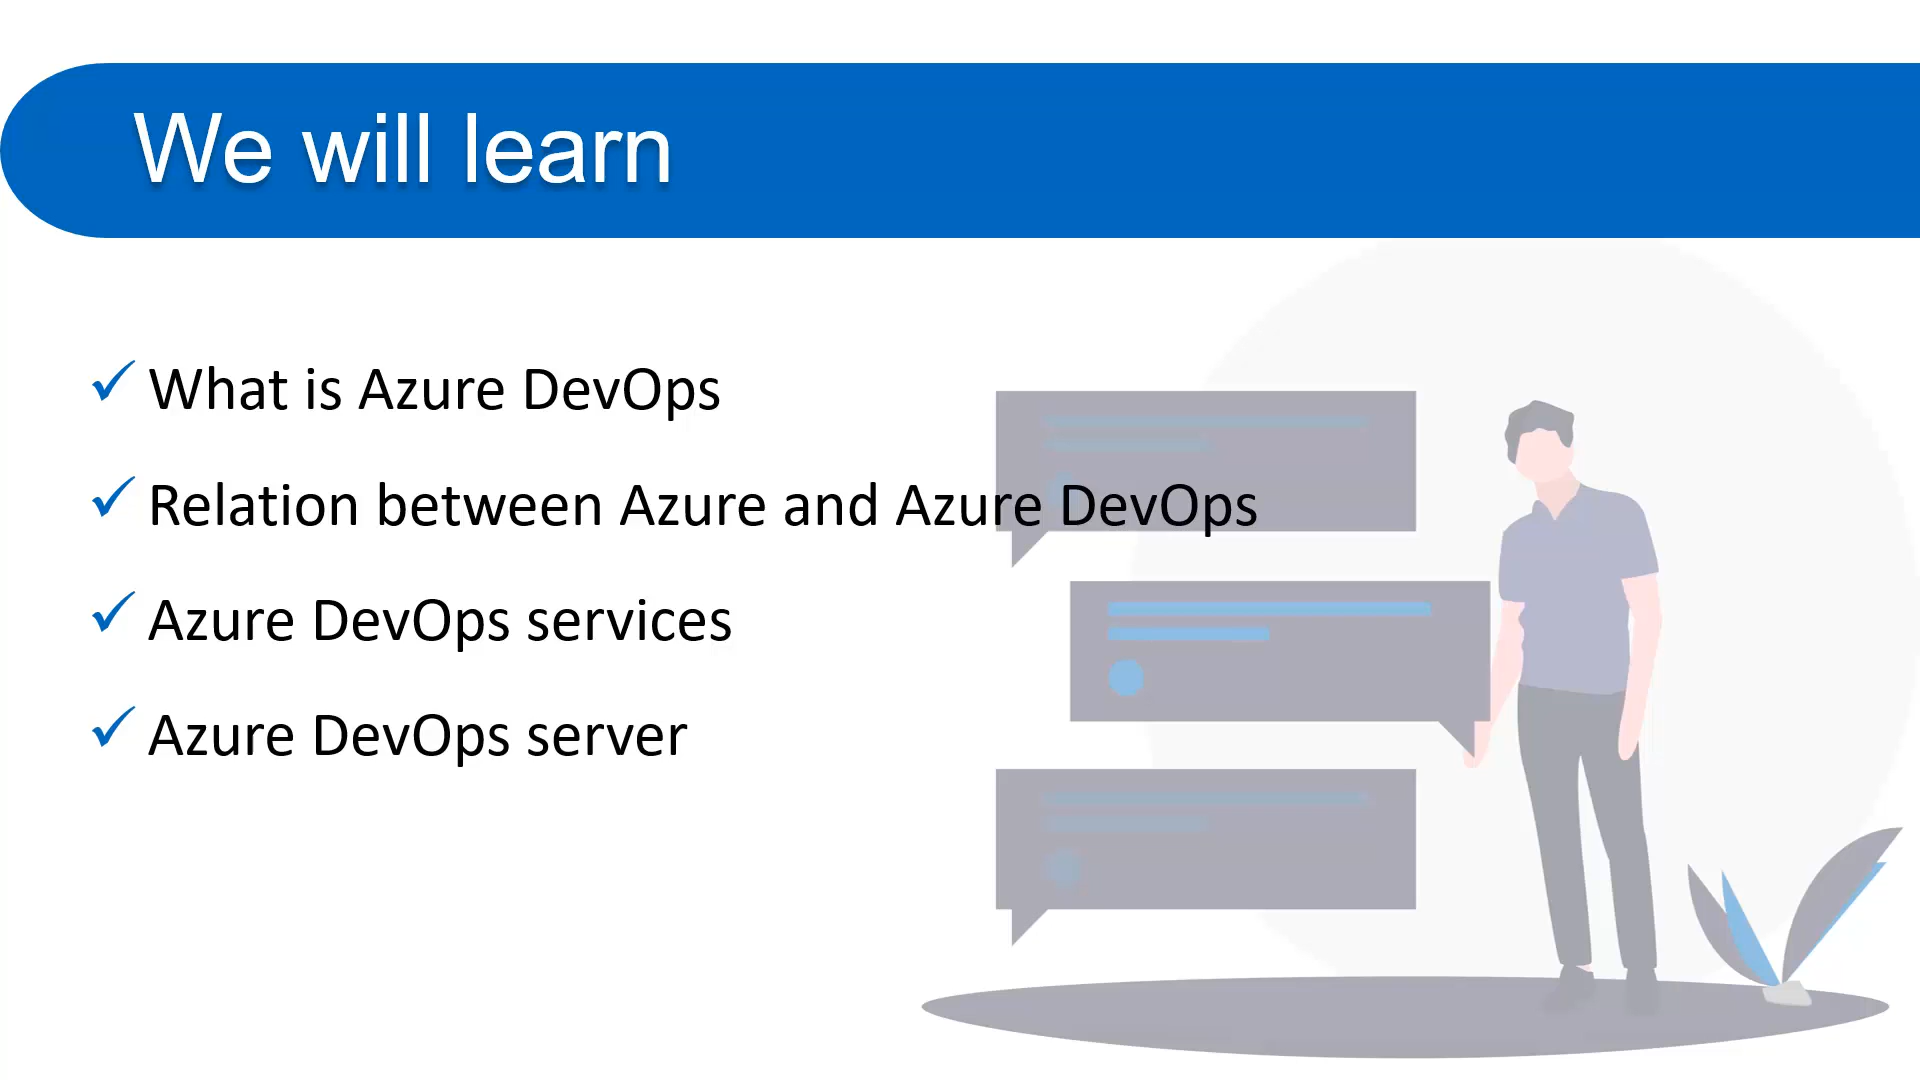 We will learn
What is Azure DevOps
Relation between Azure and Azure DevOps
Azure DevOps services
Azure DevOps server